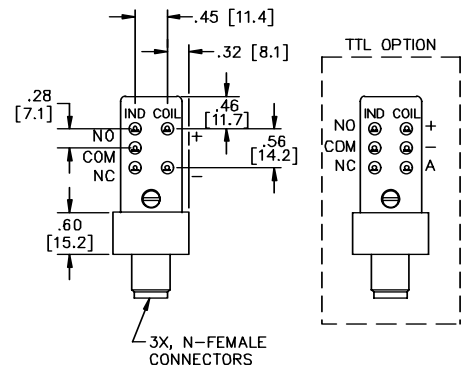 .45 [11.4]
.32 [8.1]
TTL OPTION
.28
[7.1]
.46
[11.7]
.56
[14.2]
IND COIL
NO +
COM
NC −
.60
[15.2]
IND COIL
NO +
COM −
NC A
3X, N-FEMALE
CONNECTORS